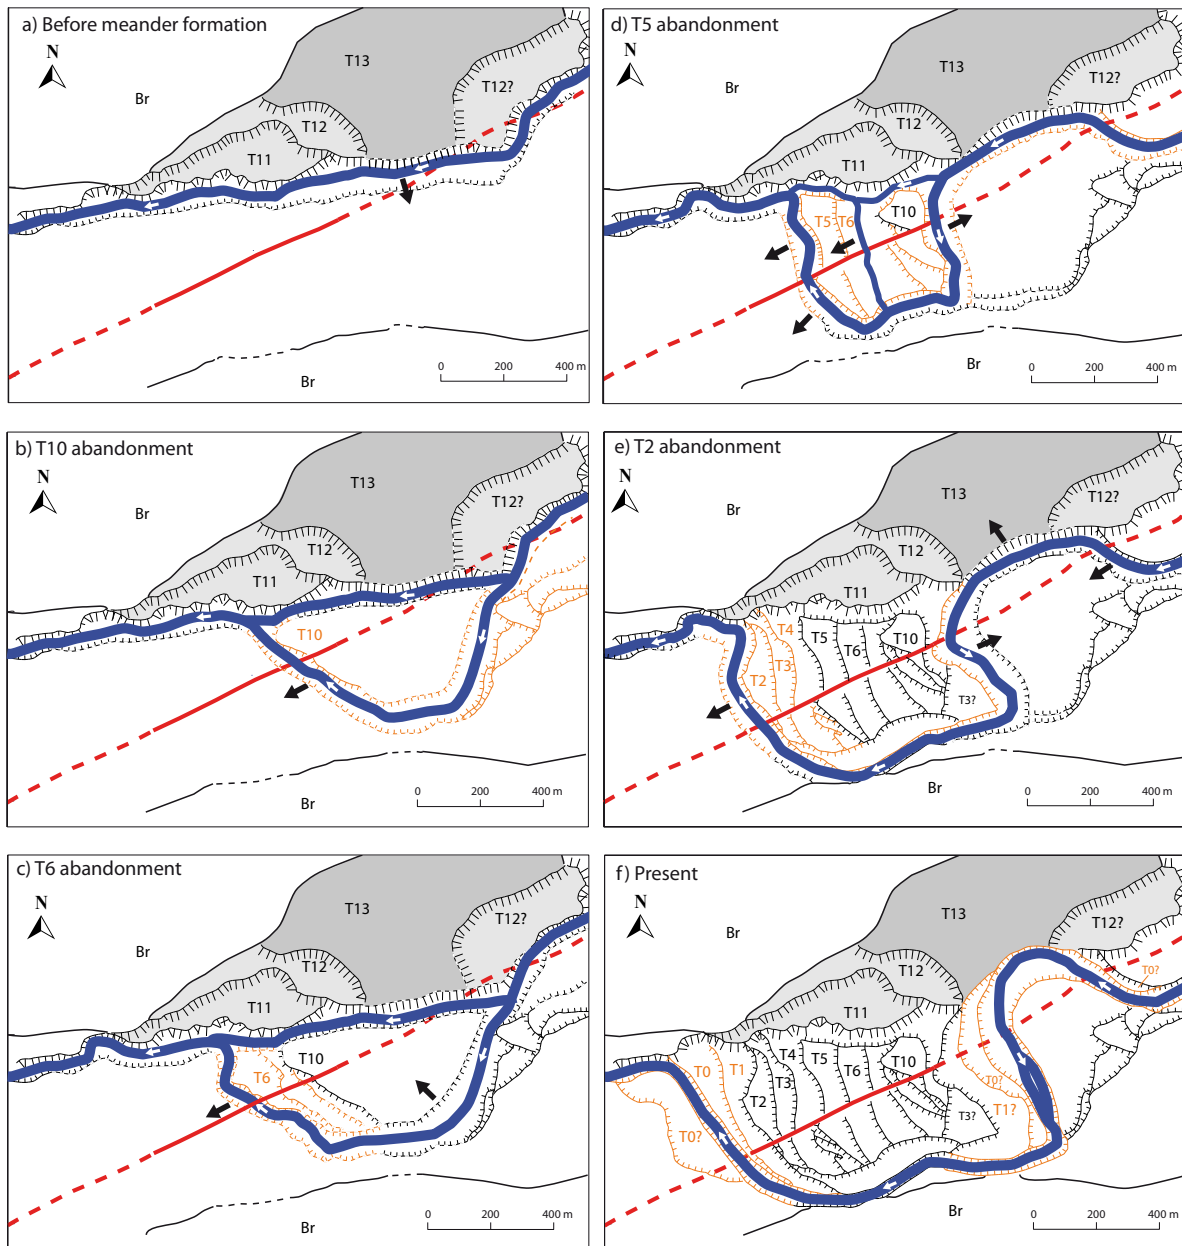 a) Before meander formation
N
T13
T12?
Br
T12
T11
Br
0 200 400 m
d) T5 abandonment
N
T13
T12?
Br
T12
T11
T10
T5
T6
Br
0 200 400 m
b) T10 abandonment
N
T13
T12?
Br
T12
T11
T10
Br
0 200 400 m
e) T2 abandonment
N
T13
T12?
Br
T12
T11
T4
T5
T10
T6
T3
T2
T3?
Br
0 200 400 m
c) T6 abandonment
N
T13
T12?
Br
T12
T11
T10
T6
Br
0 200 400 m
f) Present
N
T13
T12?
Br
T12
T0?
T11
T4
T5
T10
T0
T1
T3
T6
T0?
T2
T1?
T3?
T0?
Br
0 200 400 m